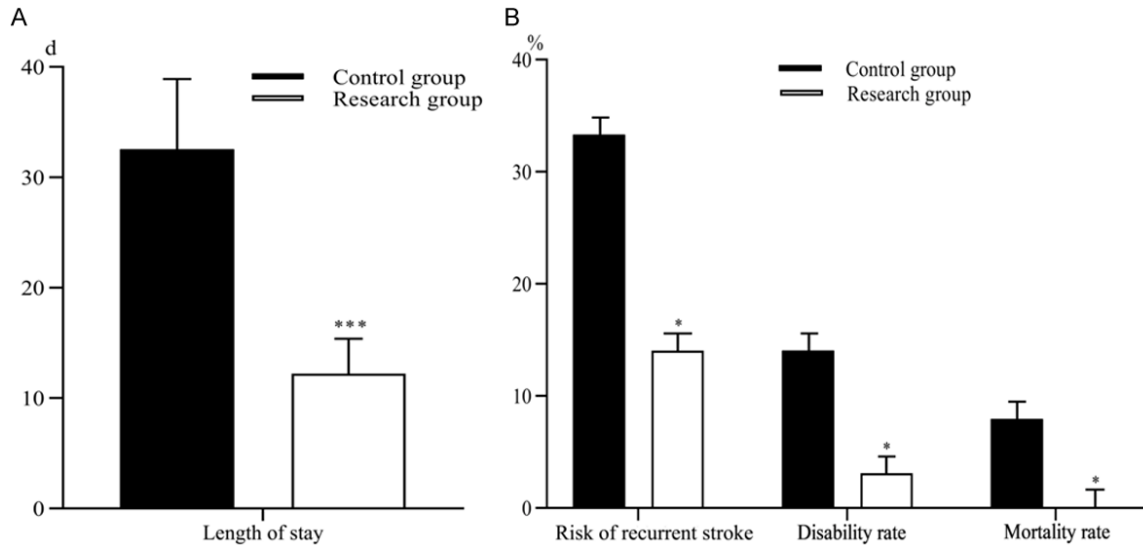 A
d
40
30
20
10
0
Control group
Research group
***
Length of stay
B
%
40
30
20
10
0
Control group
Research group
*
*
*
Risk of recurrent stroke
Disability rate
Mortality rate